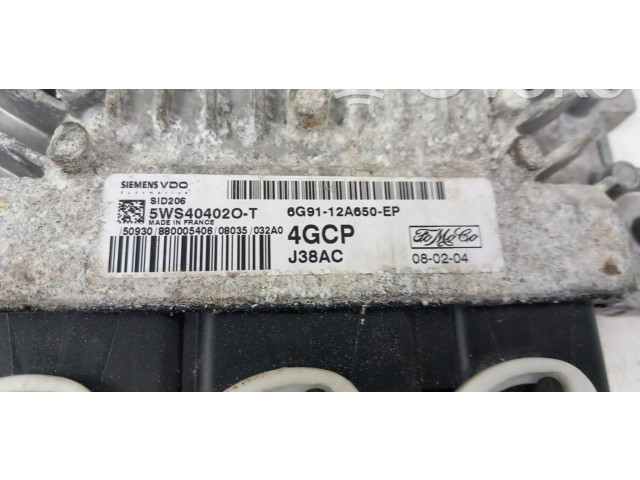 SIEMENS VDO
Automotive
SID206
5WS40402O-T
MADE IN FRANCE
/50930/880005406/08035/032A0
6G91-12A650-EP
4GCP
J38AC
FoMoCo
08-02-04